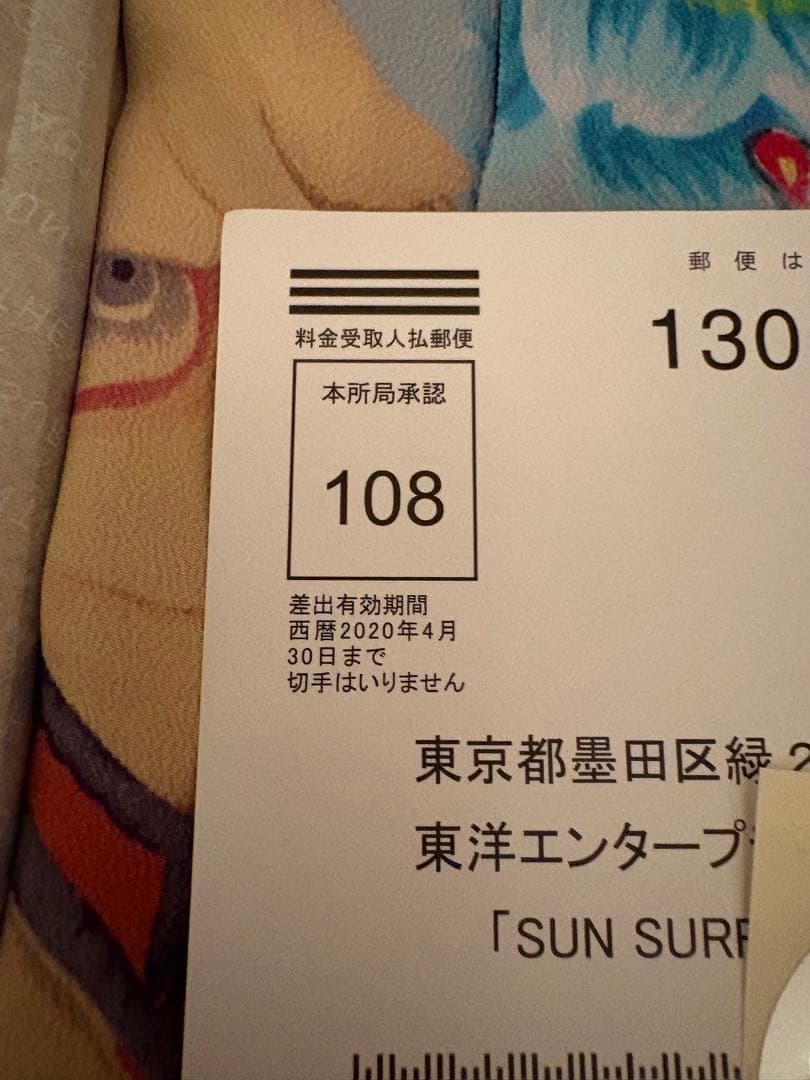 郵便は
130
料金受取人払郵便
本所局承認
108
差出有効期間
西暦2020年4月
30日まで
切手はいりません
東京都墨田区緑 2
東洋エンタープ
「SUN SURF